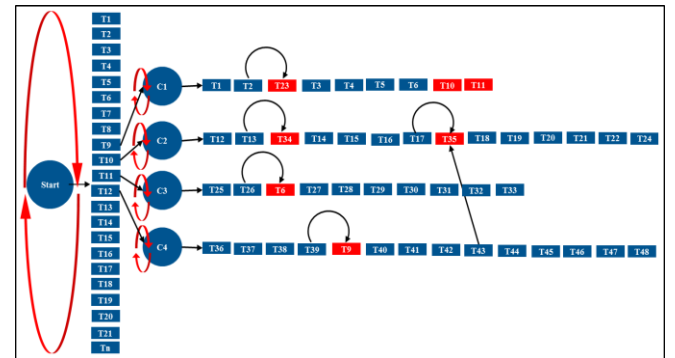 T1
T2
T3
T4
T5
T6
T7
T8
T9
T10
T11
T12
T13
T14
T15
T16
T17
T18
T19
T20
T21
Tn
Start
C1 T1 T2 T23 T3 T4 T5 T6 T10 T11
C2 T12 T13 T34 T14 T15 T16 T17 T35 T18 T19 T20 T21 T22 T24
C3 T25 T26 T6 T27 T28 T29 T30 T31 T32 T33
C4 T36 T37 T38 T39 T9 T40 T41 T42 T43 T44 T45 T46 T47 T48